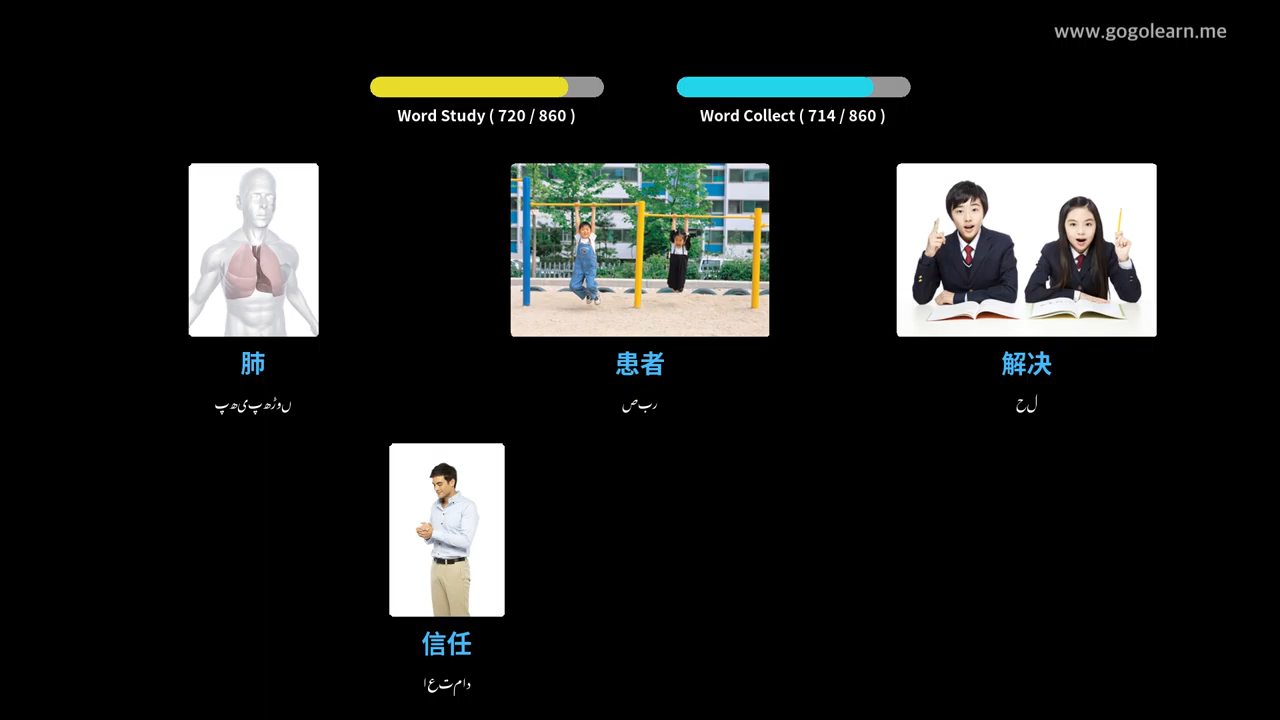 www.gogolearn.me
Word Study ( 720 / 860 )
Word Collect ( 714 / 860 )
肺
患者
解决
پھیپھڑوں
صبر
حل
信任
اعتماد